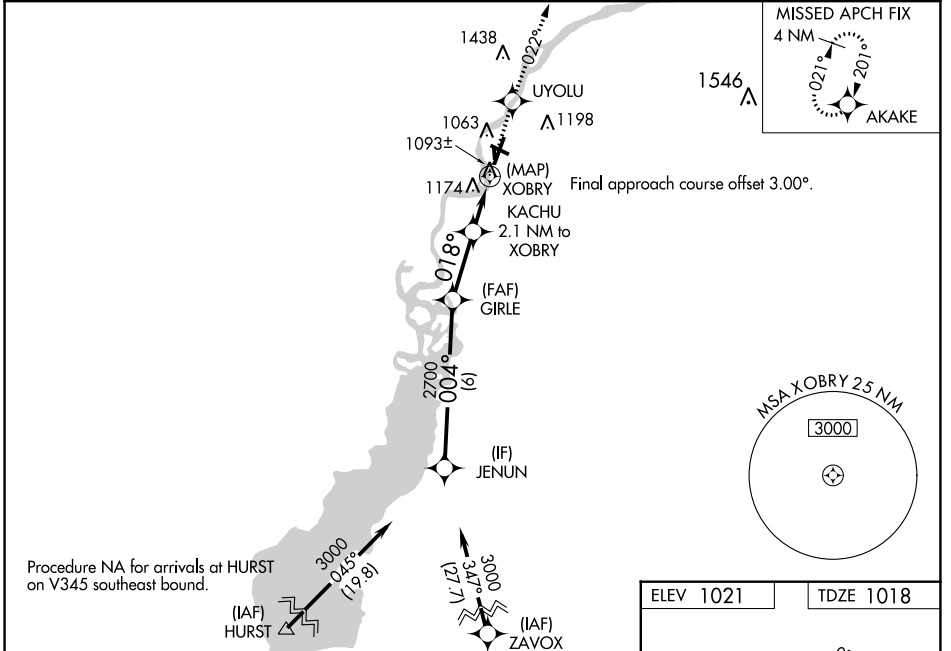 MISSED APCH FIX
4 NM
021°
201°
AKAKE
1438
022°
UYOLU
1546
1063
1198
1093±
(MAP)
XOBRY
1174
Final approach course offset 3.00°.
KACHU
2.1 NM to
XOBRY
018°
(FAF)
GIRLE
2700
004°
(6)
MSA XOBRY 25 NM
3000
(IF)
JENUN
Procedure NA for arrivals at HURST
on V345 southeast bound.
3000
045°
(19.8)
3000
347°
(27.7)
(IAF)
HURST
(IAF)
ZAVOX
ELEV 1021
TDZE 1018